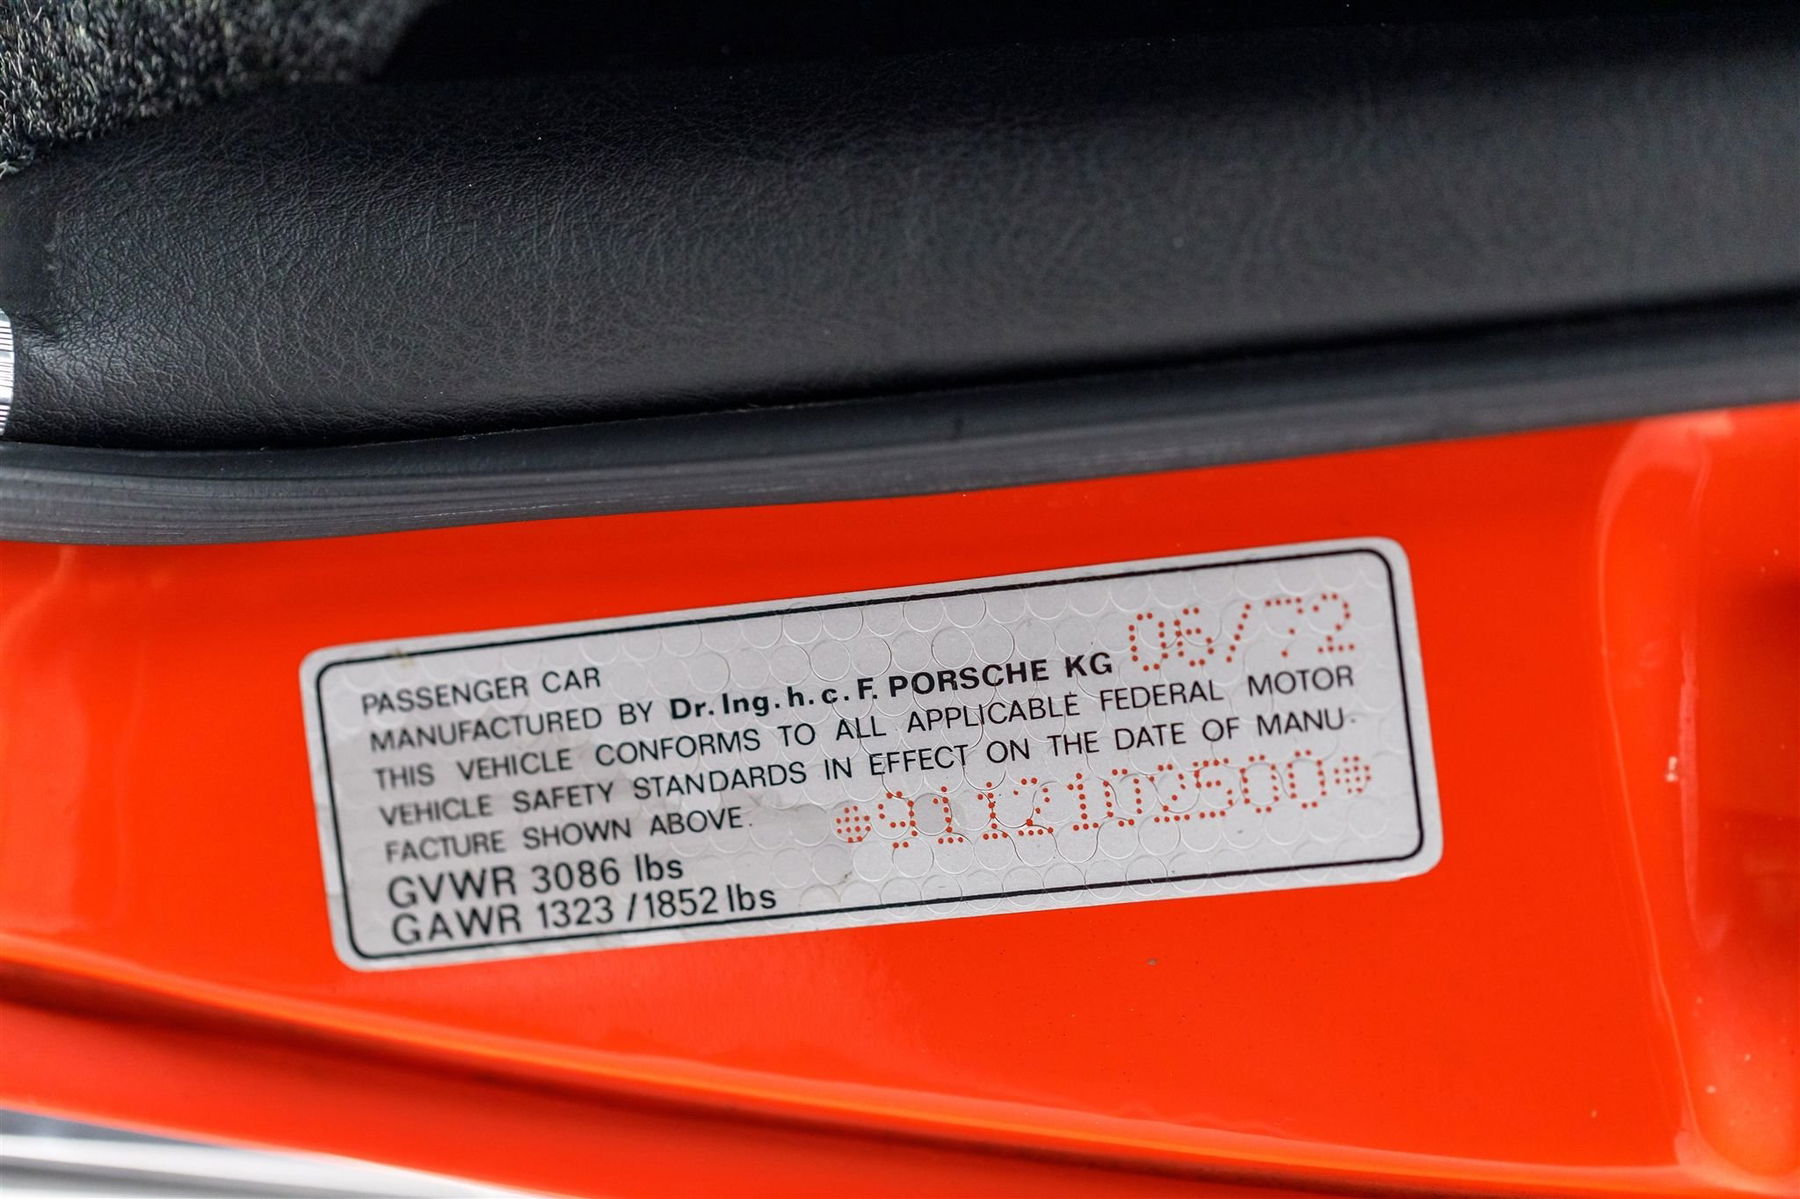 PASSENGER CAR
MANUFACTURED BY Dr. Ing. h. c. F. PORSCHE KG 06/72
THIS VEHICLE CONFORMS TO ALL APPLICABLE FEDERAL MOTOR
VEHICLE SAFETY STANDARDS IN EFFECT ON THE DATE OF MANU-
FACTURE SHOWN ABOVE. *9112102500*
GVWR 3086 lbs
GAWR 1323 / 1852 lbs